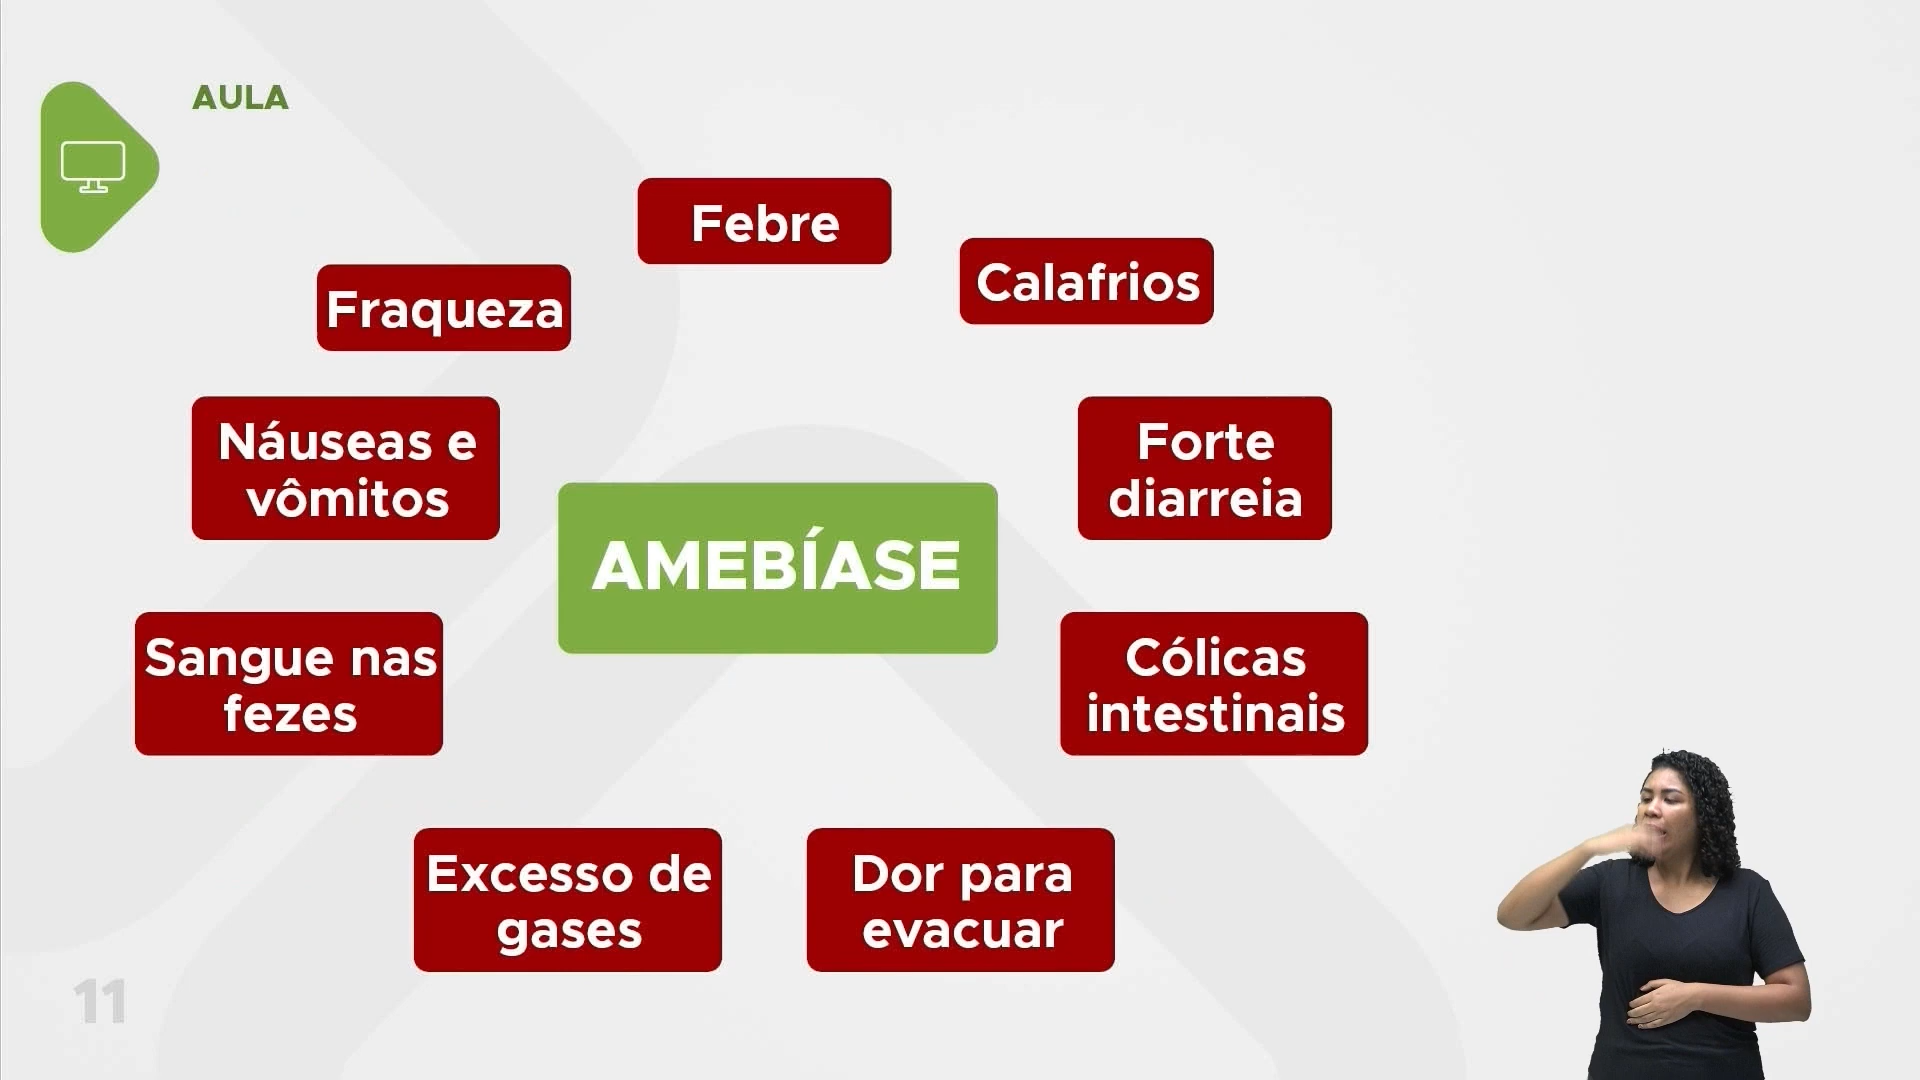 AULA
Febre
Calafrios
Fraqueza
Náuseas e
vômitos
Forte
diarreia
AMEBÍASE
Sangue nas
fezes
Cólicas
intestinais
Excesso de
gases
Dor para
evacuar
11